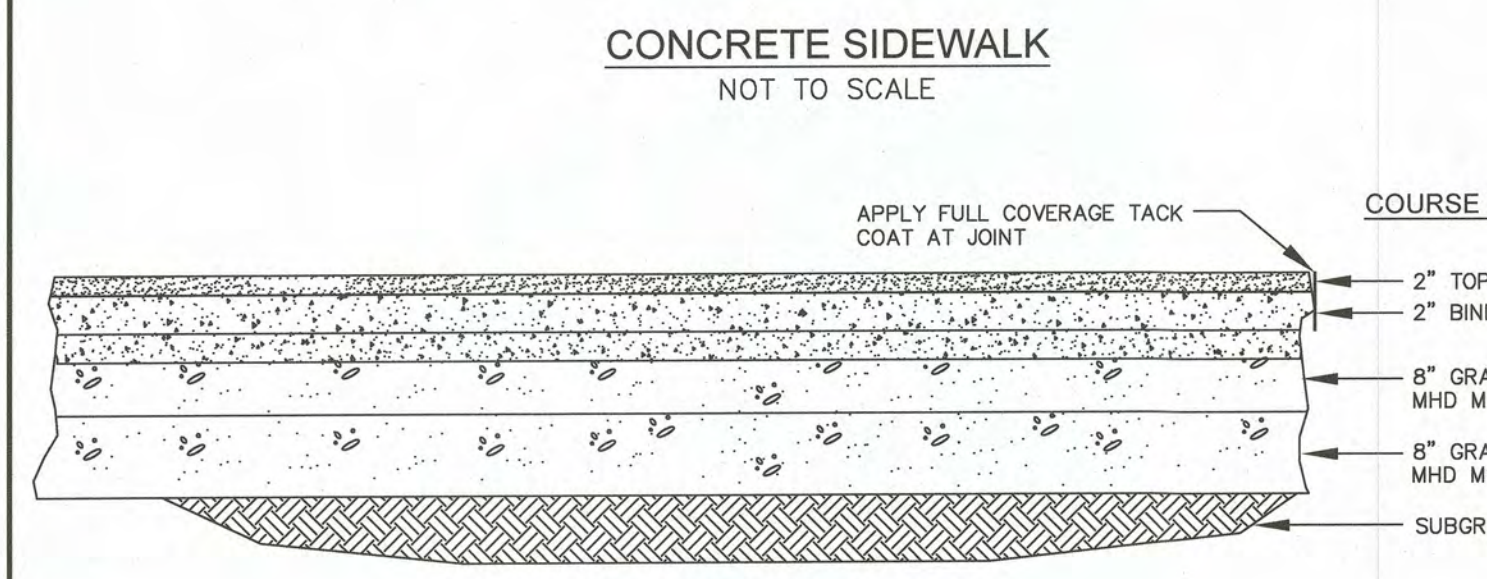 CONCRETE SIDEWALK
NOT TO SCALE
APPLY FULL COVERAGE TACK
COAT AT JOINT
COURSE
2" TOP
2" BIN
8" GRA
MHD M
8" GRA
MHD M
SUBGR